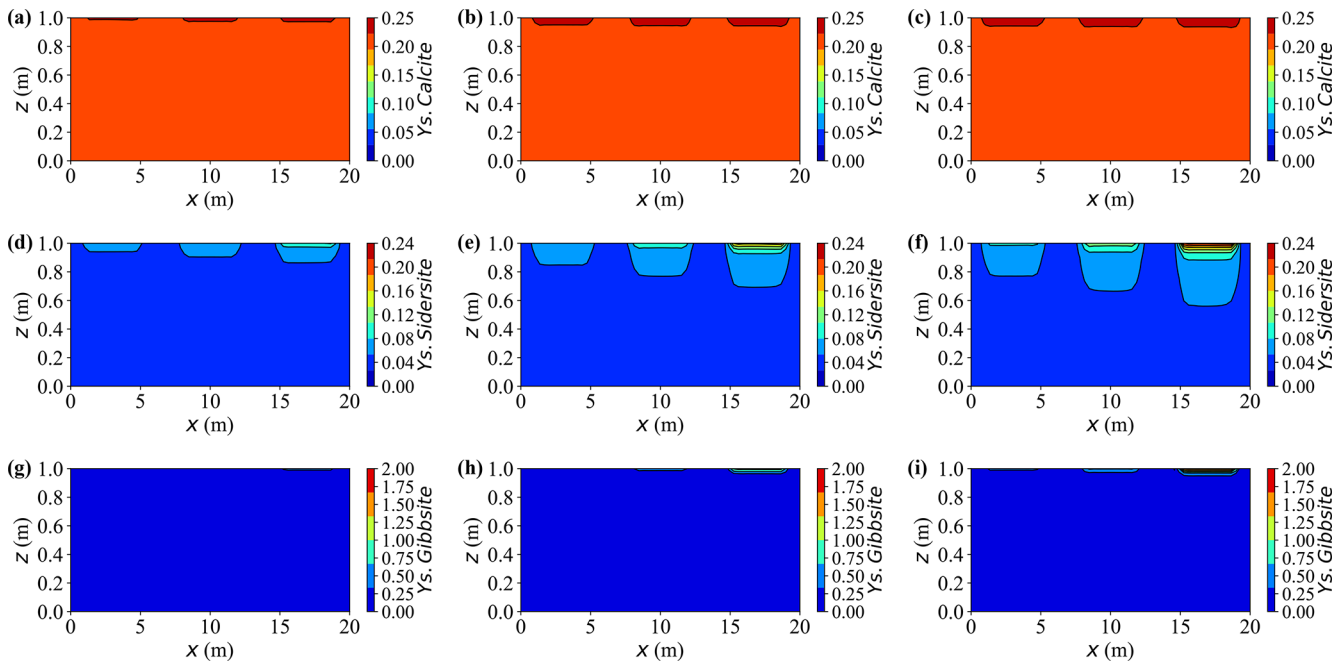 (a) 1.0 0.8 0.6 0.4 0.2 0.0 z (m) 0 5 10 15 20 x (m) 0.25 0.20 0.15 0.10 0.05 0.00 Ys. Calcite
(b) 1.0 0.8 0.6 0.4 0.2 0.0 z (m) 0 5 10 15 20 x (m) 0.25 0.20 0.15 0.10 0.05 0.00 Ys. Calcite
(c) 1.0 0.8 0.6 0.4 0.2 0.0 z (m) 0 5 10 15 20 x (m) 0.25 0.20 0.15 0.10 0.05 0.00 Ys. Calcite
(d) 1.0 0.8 0.6 0.4 0.2 0.0 z (m) 0 5 10 15 20 x (m) 0.24 0.20 0.16 0.12 0.08 0.04 0.00 Ys. Sidersite
(e) 1.0 0.8 0.6 0.4 0.2 0.0 z (m) 0 5 10 15 20 x (m) 0.24 0.20 0.16 0.12 0.08 0.04 0.00 Ys. Sidersite
(f) 1.0 0.8 0.6 0.4 0.2 0.0 z (m) 0 5 10 15 20 x (m) 0.24 0.20 0.16 0.12 0.08 0.04 0.00 Ys. Sidersite
(g) 1.0 0.8 0.6 0.4 0.2 0.0 z (m) 0 5 10 15 20 x (m) 2.00 1.75 1.50 1.25 1.00 0.75 0.50 0.25 0.00 Ys. Gibbsite
(h) 1.0 0.8 0.6 0.4 0.2 0.0 z (m) 0 5 10 15 20 x (m) 2.00 1.75 1.50 1.25 1.00 0.75 0.50 0.25 0.00 Ys. Gibbsite
(i) 1.0 0.8 0.6 0.4 0.2 0.0 z (m) 0 5 10 15 20 x (m) 2.00 1.75 1.50 1.25 1.00 0.75 0.50 0.25 0.00 Ys. Gibbsite